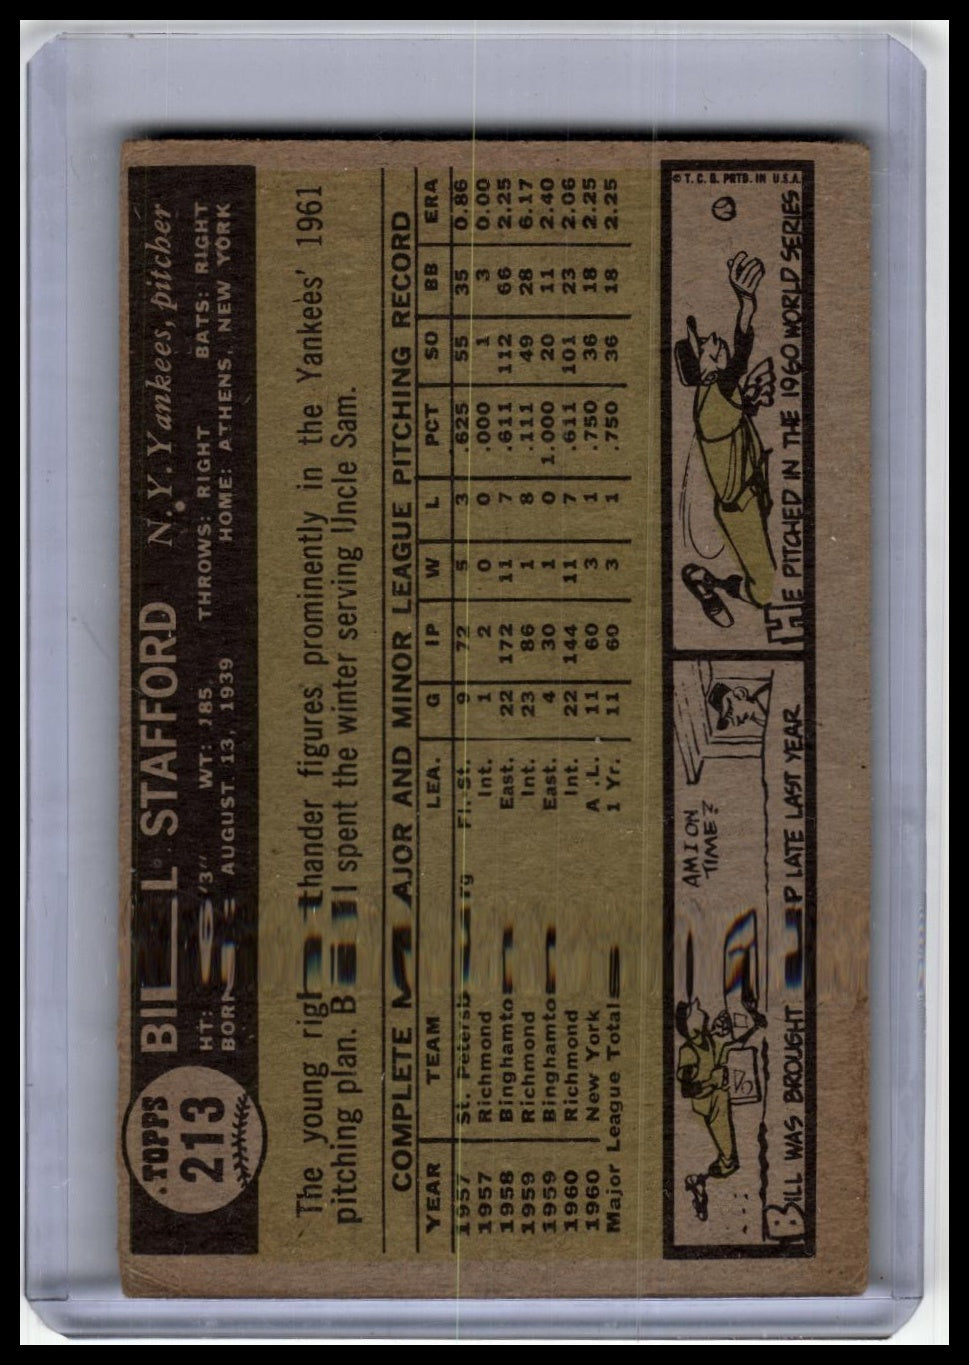 TOPPS
213
BILL STAFFORD N.Y. Yankees, pitcher
HT: '3" WT: 185 THROWS: RIGHT BATS: RIGHT
BORN AUGUST 13, 1939 HOME: ATHENS, NEW YORK
The young righthander figures prominently in the Yankees' 1961
pitching plan. Bill spent the winter serving Uncle Sam.
COMPLETE MAJOR AND MINOR LEAGUE PITCHING RECORD
YEAR TEAM LEA. G IP W L PCT SO BB ERA
1957 Fl. St. 9 72 5 3 .625 55 35 0.86
1957 Richmond Int. 1 2 0 0 .000 1 3 0.00
1958 Binghamto East. 22 172 11 7 .611 112 66 2.25
1959 Richmond Int. 23 86 1 8 .111 49 28 6.17
1959 Binghamto East. 4 30 1 0 1.000 20 11 2.40
1960 Richmond Int. 22 144 11 7 .611 101 23 2.06
1960 New York A.L. 11 60 3 1 .750 36 18 2.25
Major League Total 1 Yr. 11 60 3 1 .750 36 18 2.25
AM I ON
TIME?
BILL WAS BROUGHT UP LATE LAST YEAR
HE PITCHED IN THE 1960 WORLD SERIES
© T. C. G. PRTD. IN U.S.A.